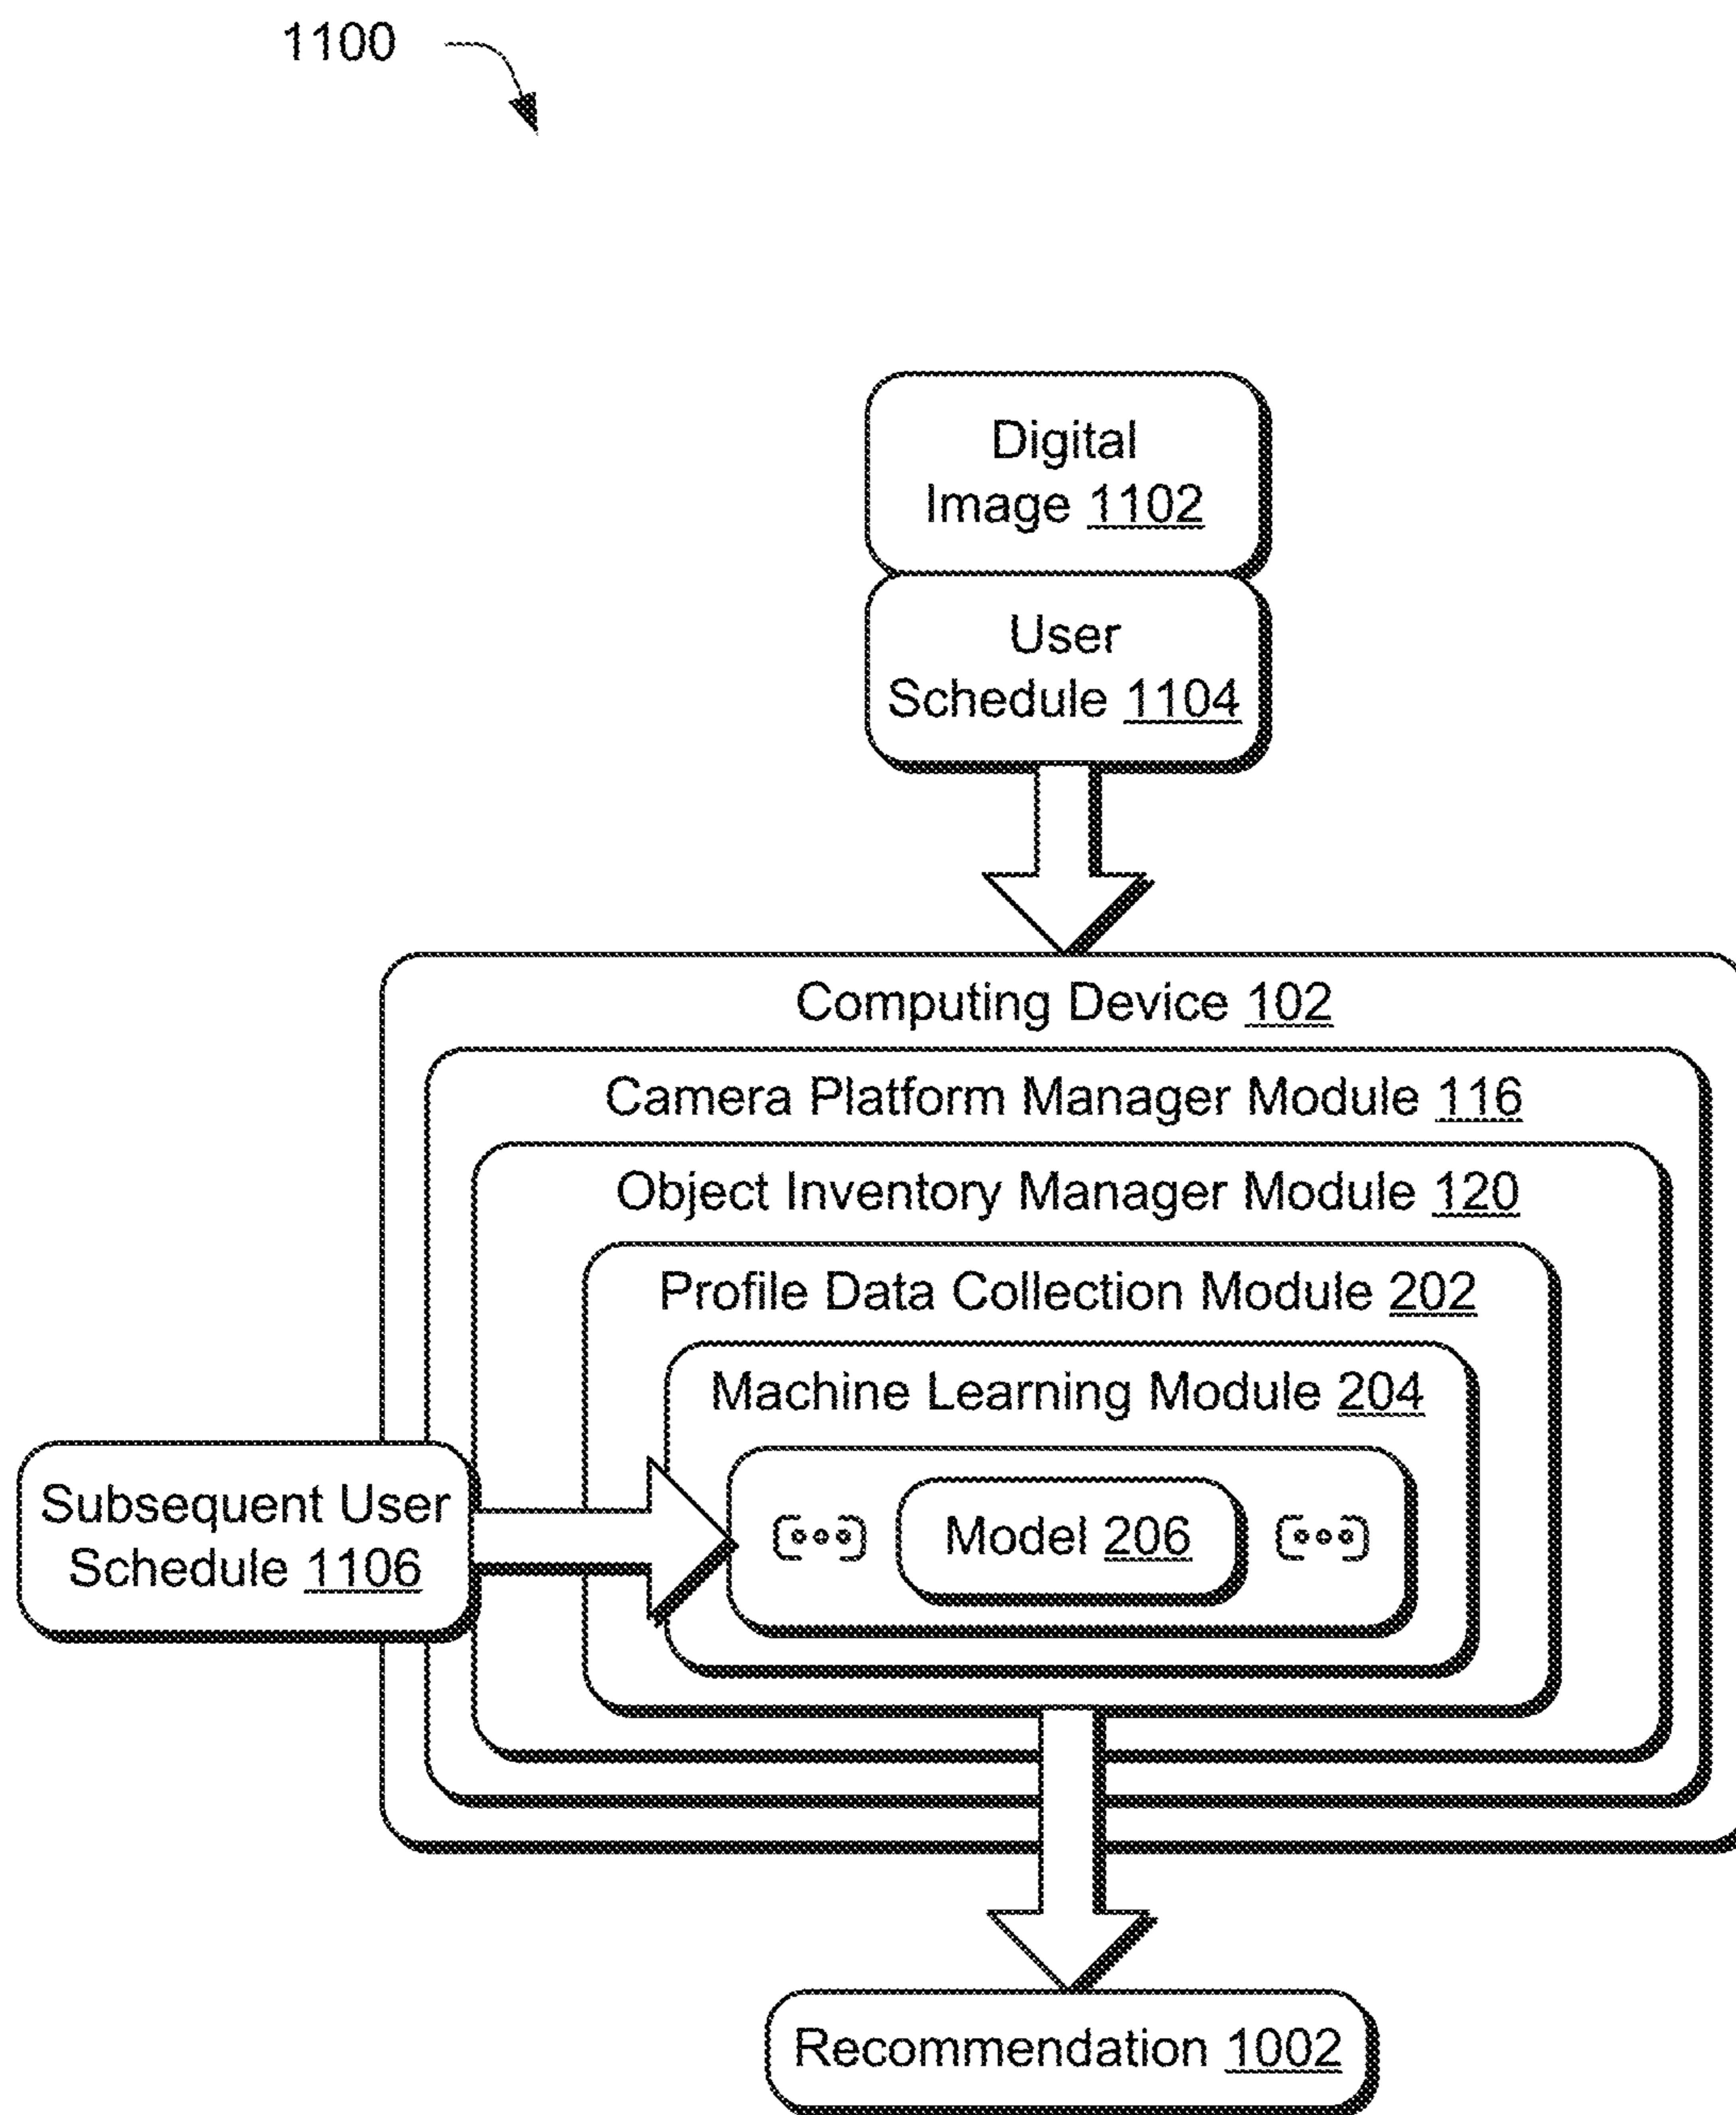 1100
Digital
Image 1102
User
Schedule 1104
Computing Device 102
Camera Platform Manager Module 116
Object Inventory Manager Module 120
Profile Data Collection Module 202
Machine Learning Module 204
Subsequent User
Schedule 1106
Model 206
Recommendation 1002